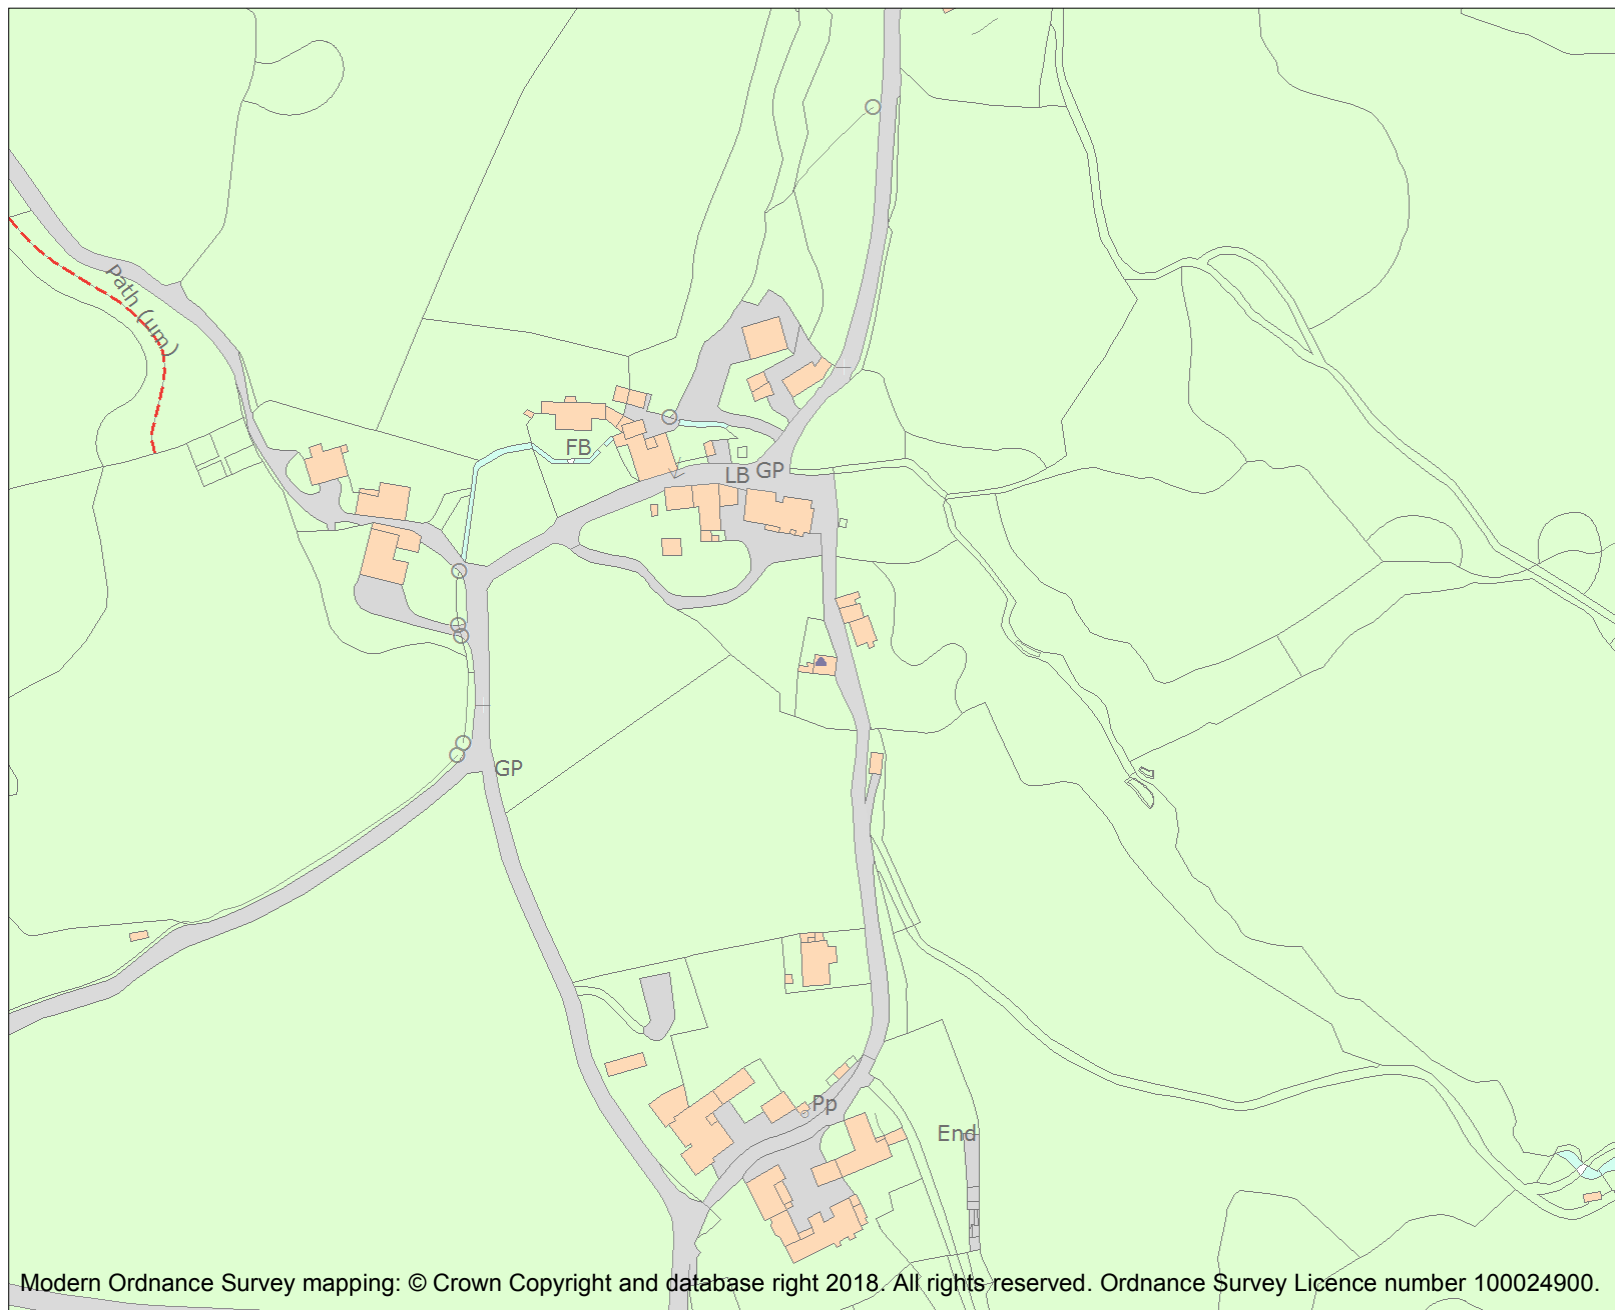 Path (um)
FB
LB
GP
GP
Pp
End
Modern Ordnance Survey mapping: © Crown Copyright and database right 2018. All rights reserved. Ordnance Survey Licence number 100024900.